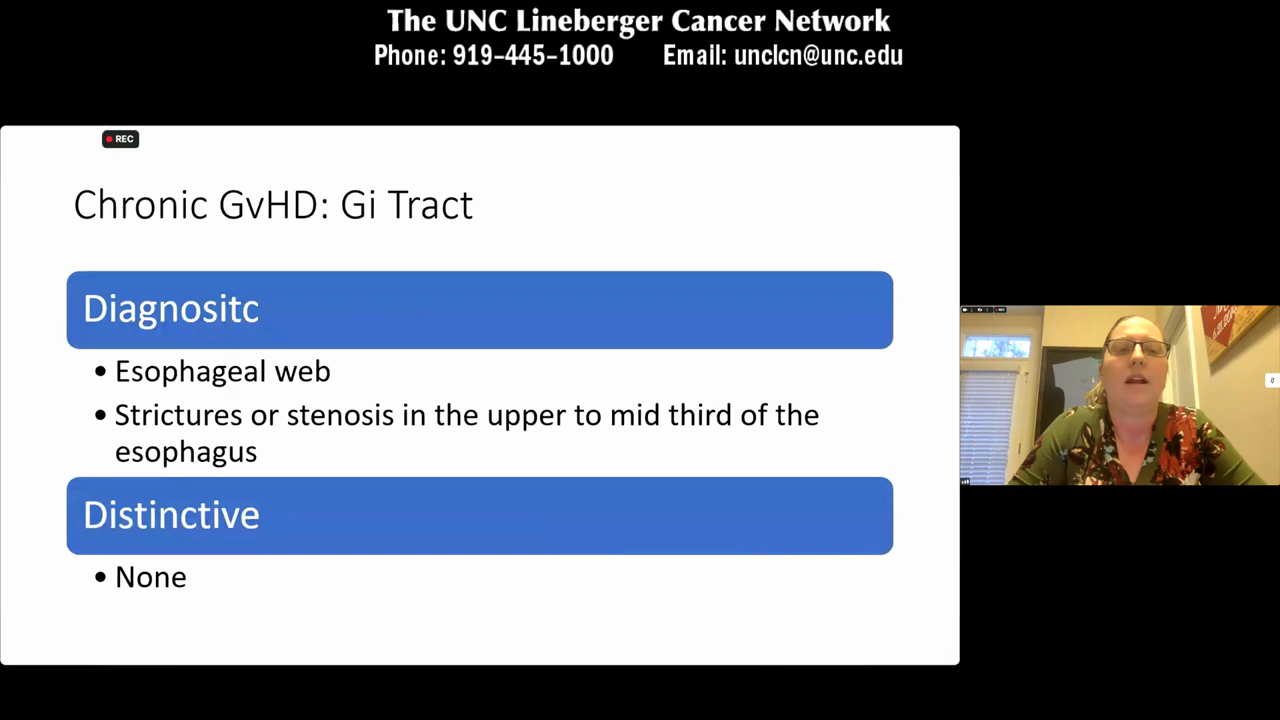 The UNC Lineberger Cancer Network
Phone: 919-445-1000 Email: unclcn@unc.edu
REC
Chronic GvHD: Gi Tract
Diagnositc
• Esophageal web
• Strictures or stenosis in the upper to mid third of the
esophagus
Distinctive
• None